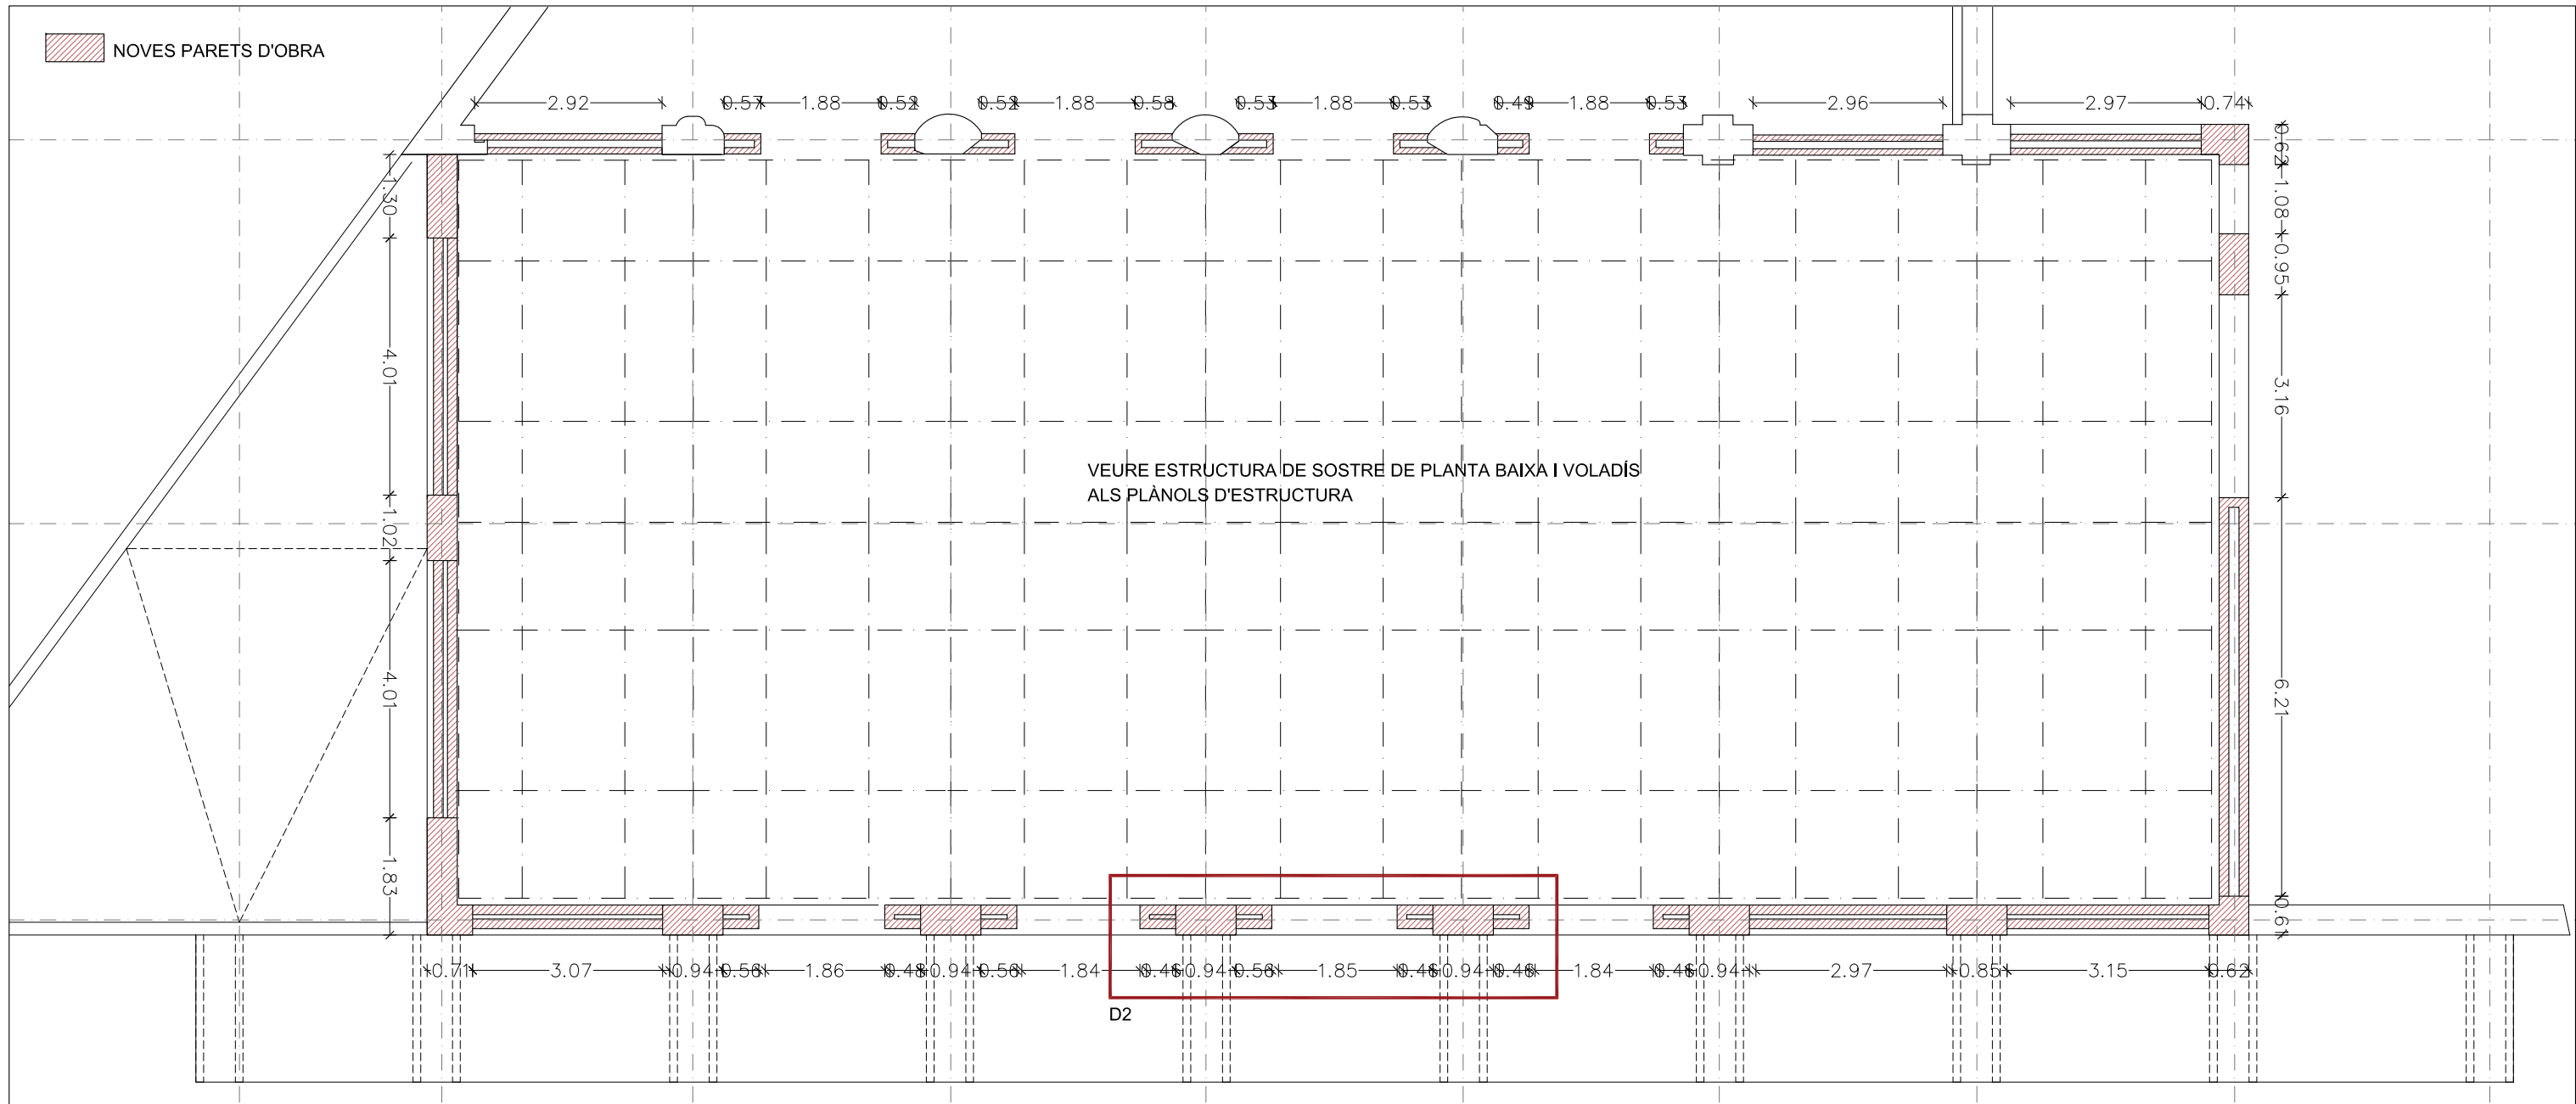 NOVES PARETS D'OBRA
2.92 0.57 1.88 0.52 0.52 1.88 0.58 0.53 1.88 0.53 0.49 1.88 0.53 2.96 2.97 0.74
1.30
4.01
1.02
4.01
1.83
VEURE ESTRUCTURA DE SOSTRE DE PLANTA BAIXA I VOLADÍS
ALS PLÀNOLS D'ESTRUCTURA
0.62
1.08
0.95
3.16
6.21
0.61
0.71 3.07 0.94 0.56 1.86 0.48 0.94 0.56 1.84 0.46 0.94 0.56 1.85 0.46 0.94 0.46 1.84 0.46 0.94 2.97 0.85 3.15 0.62
D2